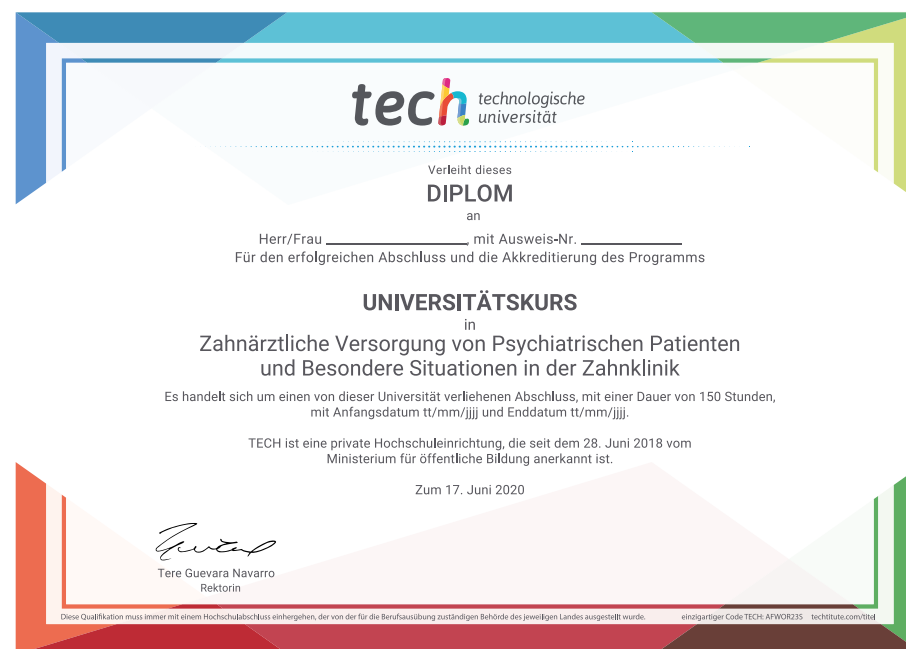 tech technologische
universität
Verleiht dieses
DIPLOM
an
Herr/Frau ____________, mit Ausweis-Nr. ____________
Für den erfolgreichen Abschluss und die Akkreditierung des Programms
UNIVERSITÄTSKURS
in
Zahnärztliche Versorgung von Psychiatrischen Patienten
und Besondere Situationen in der Zahnklinik
Es handelt sich um einen von dieser Universität verliehenen Abschluss, mit einer Dauer von 150 Stunden,
mit Anfangsdatum tt/mm/jjjj und Enddatum tt/mm/jjjj.
TECH ist eine private Hochschuleinrichtung, die seit dem 28. Juni 2018 vom
Ministerium für öffentliche Bildung anerkannt ist.
Zum 17. Juni 2020
Tere Guevara Navarro
Rektorin
Diese Qualifikation muss immer mit einem Hochschulabschluss einhergehen, der von der für die Berufsausübung zuständigen Behörde des jeweiligen Landes ausgestellt wurde. einzigartiger Code TECH: AFWOR23S techtitute.com/titel